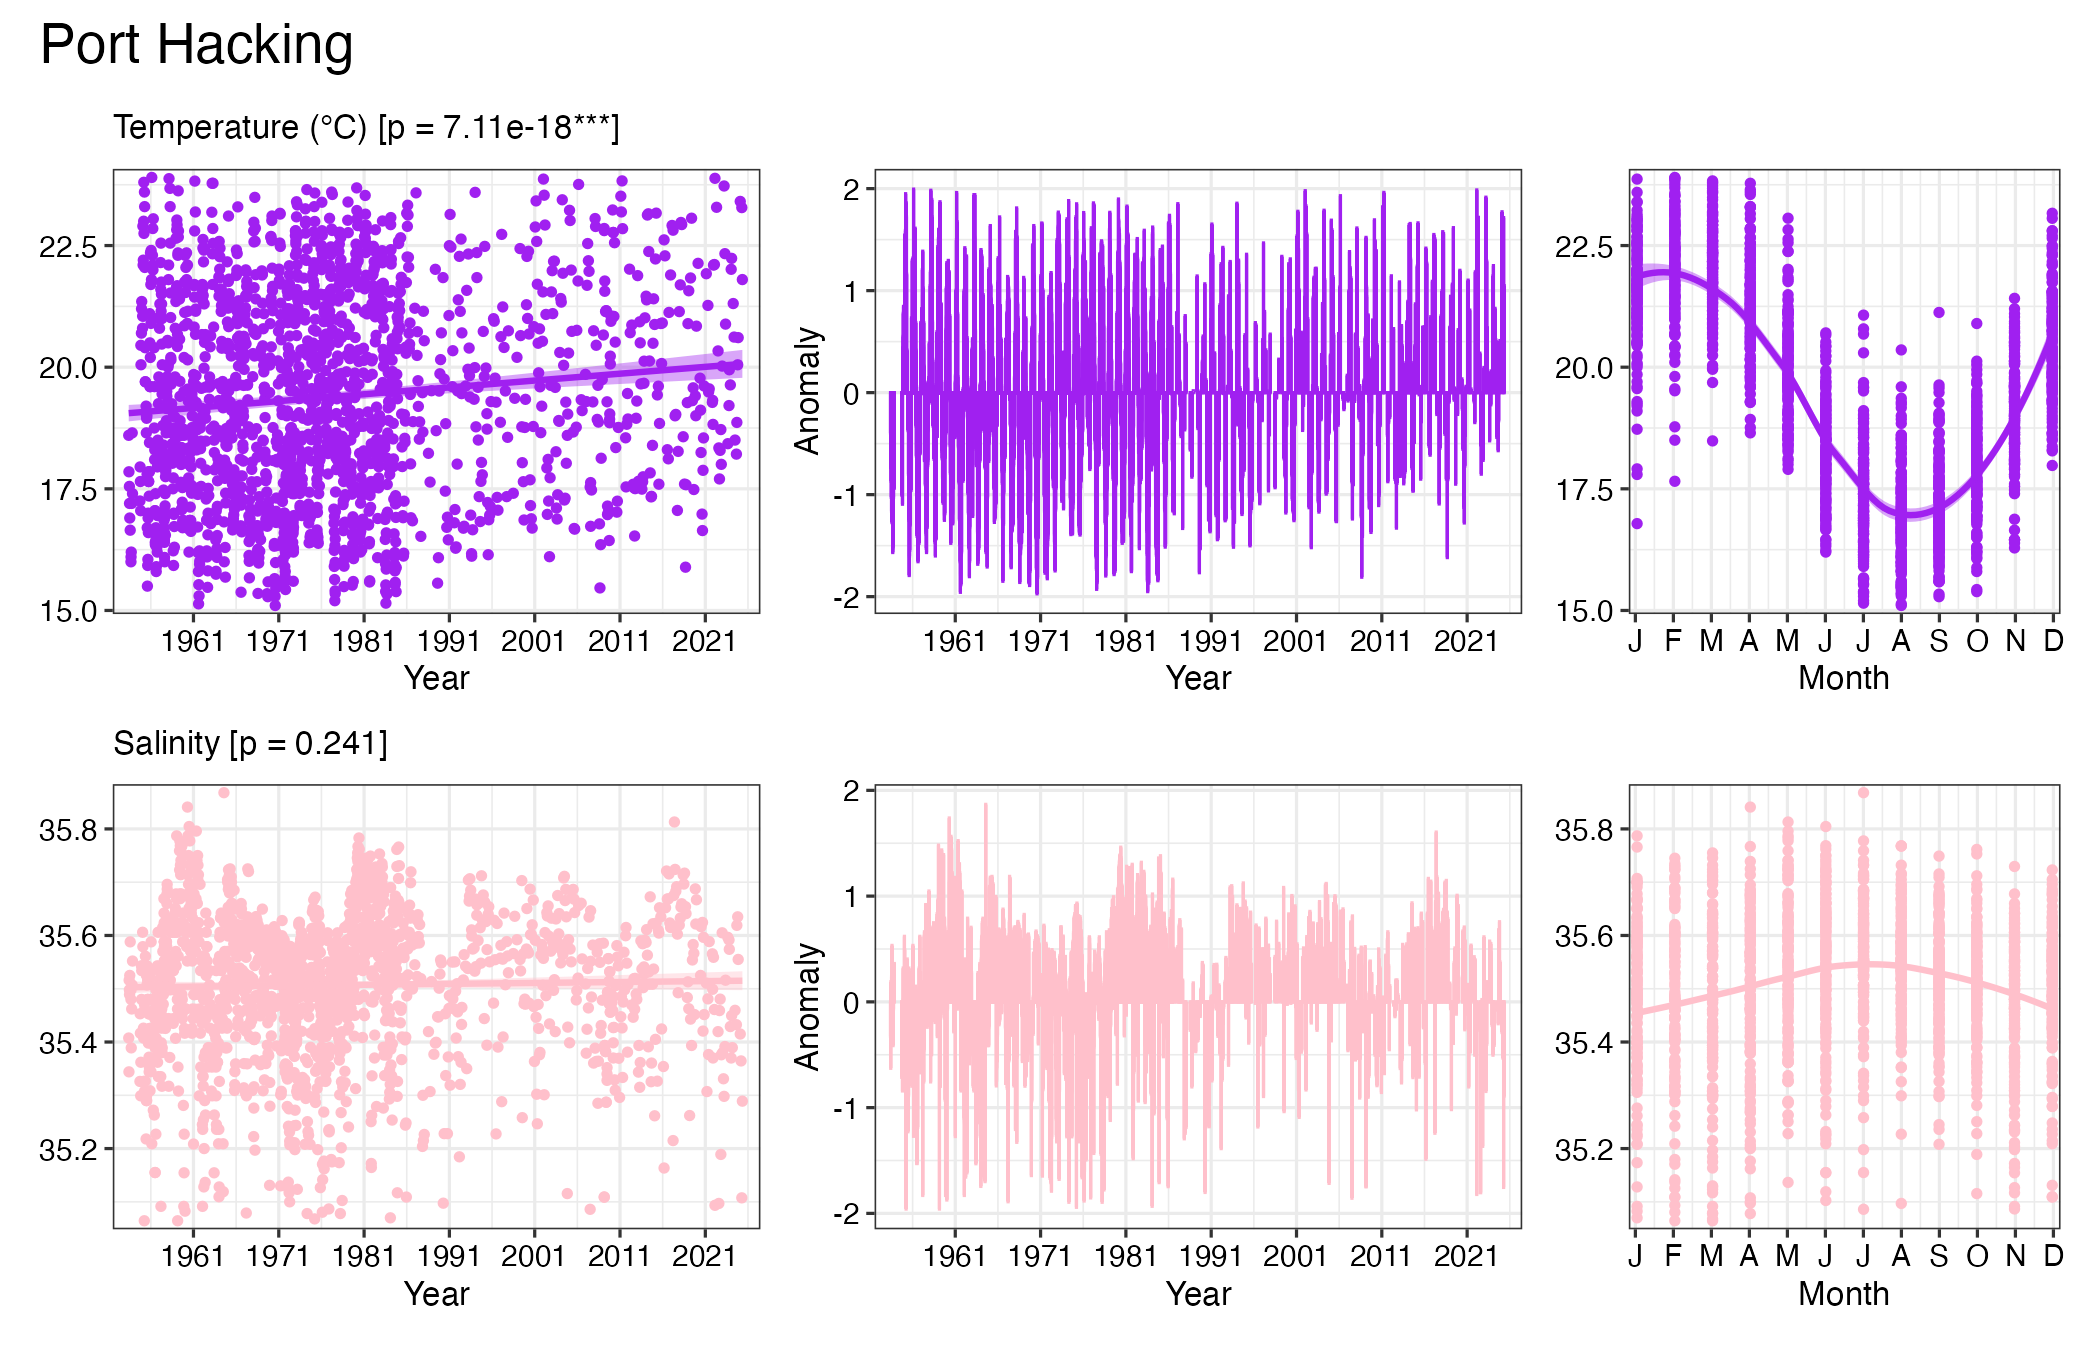 Port Hacking
Temperature (°C) [p = 7.11e-18***]
22.5
20.0
17.5
15.0
1961 1971 1981 1991 2001 2011 2021
Year
Anomaly
2
1
0
-1
-2
1961 1971 1981 1991 2001 2011 2021
Year
22.5
20.0
17.5
15.0
J F M A M J J A S O N D
Month
Salinity [p = 0.241]
35.8
35.6
35.4
35.2
1961 1971 1981 1991 2001 2011 2021
Year
Anomaly
2
1
0
-1
-2
1961 1971 1981 1991 2001 2011 2021
Year
35.8
35.6
35.4
35.2
J F M A M J J A S O N D
Month